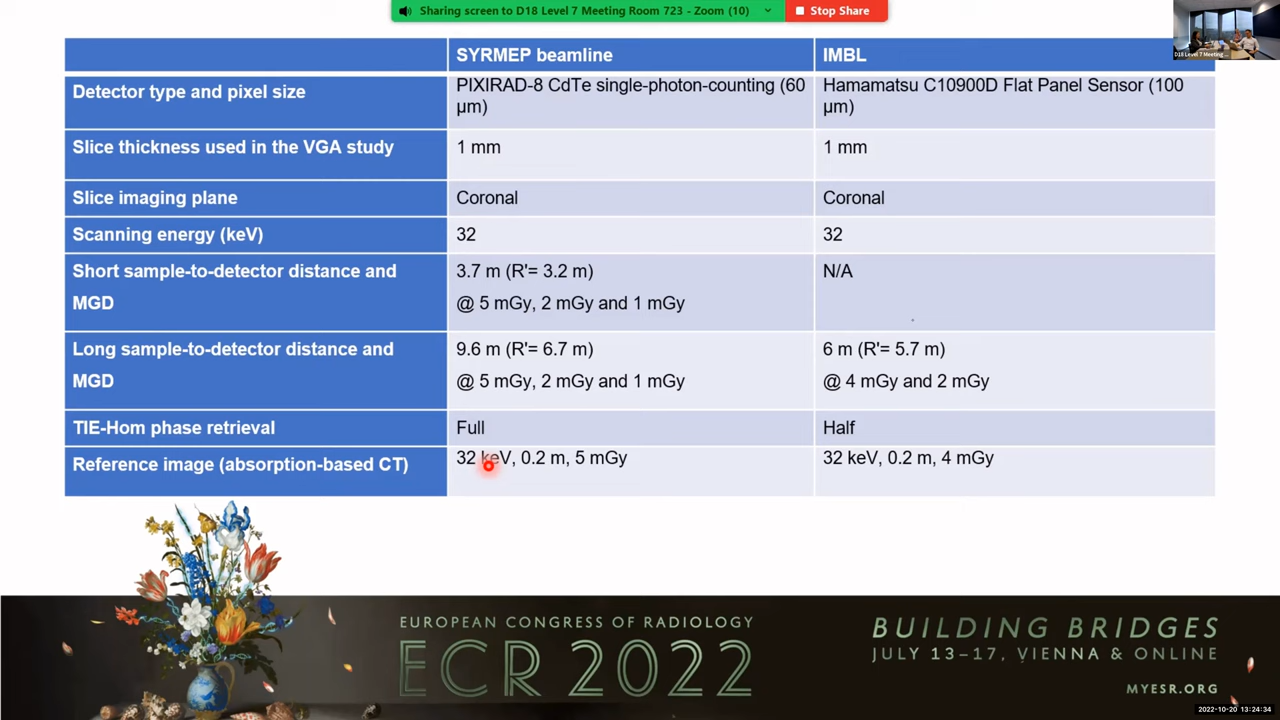 Sharing screen to D18 Level 7 Meeting Room 723 - Zoom (10)
Stop Share
D18 Level 7 Meeting ...
SYRMEP beamline
IMBL
Detector type and pixel size
PIXIRAD-8 CdTe single-photon-counting (60
μm)
Hamamatsu C10900D Flat Panel Sensor (100
μm)
Slice thickness used in the VGA study
1 mm
1 mm
Slice imaging plane
Coronal
Coronal
Scanning energy (keV)
32
32
Short sample-to-detector distance and
MGD
3.7 m (R'= 3.2 m)
@ 5 mGy, 2 mGy and 1 mGy
N/A
Long sample-to-detector distance and
MGD
9.6 m (R'= 6.7 m)
@ 5 mGy, 2 mGy and 1 mGy
6 m (R'= 5.7 m)
@ 4 mGy and 2 mGy
TIE-Hom phase retrieval
Full
Half
Reference image (absorption-based CT)
32 keV, 0.2 m, 5 mGy
32 keV, 0.2 m, 4 mGy
EUROPEAN CONGRESS OF RADIOLOGY
ECR 2022
BUILDING BRIDGES
JULY 13–17, VIENNA & ONLINE
MYESR.ORG
2022-10-20 13:24:34